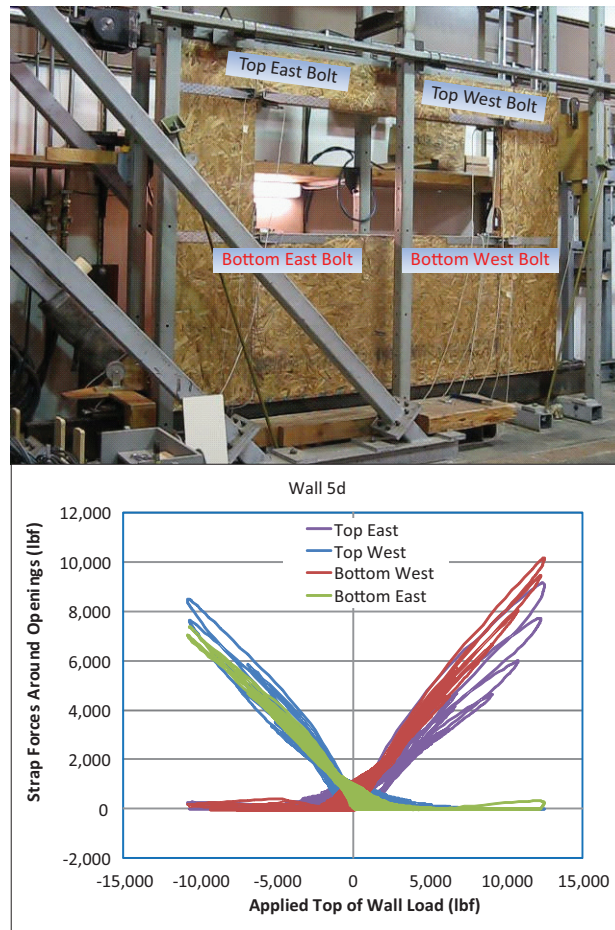 Top East Bolt
Top West Bolt
Bottom East Bolt
Bottom West Bolt
Wall 5d
12,000
10,000
8,000
6,000
4,000
2,000
0
-2,000
Strap Forces Around Openings (lbf)
Top East
Top West
Bottom West
Bottom East
-15,000 -10,000 -5,000 0 5,000 10,000 15,000
Applied Top of Wall Load (lbf)